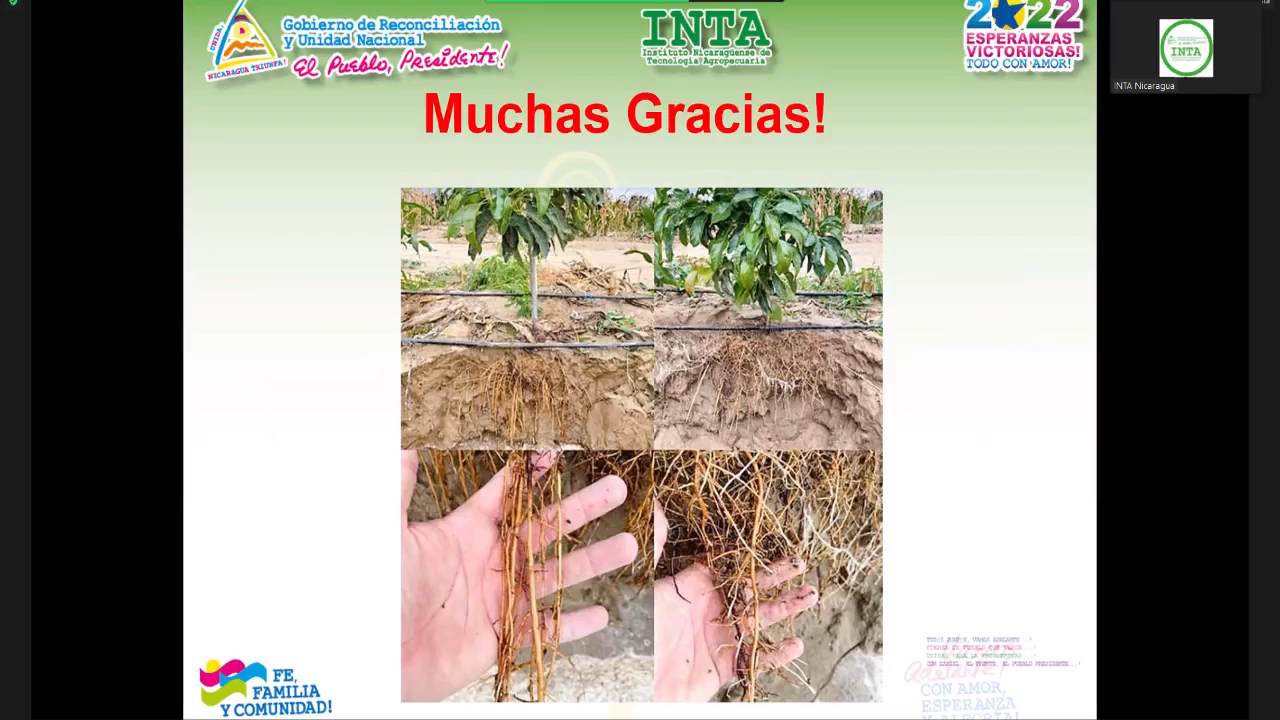 UNIDA
NICARAGUA TRIUNFA!
Gobierno de Reconciliación
y Unidad Nacional
El Pueblo, Presidente!
INTA
Instituto Nicaragüense de
Tecnología Agropecuaria
2022
ESPERANZAS
VICTORIOSAS!
TODO CON AMOR!
INTA
INTA Nicaragua
Muchas Gracias!
FE,
FAMILIA
Y COMUNIDAD!
CON AMOR,
ESPERANZA
Y ALEGRIA!